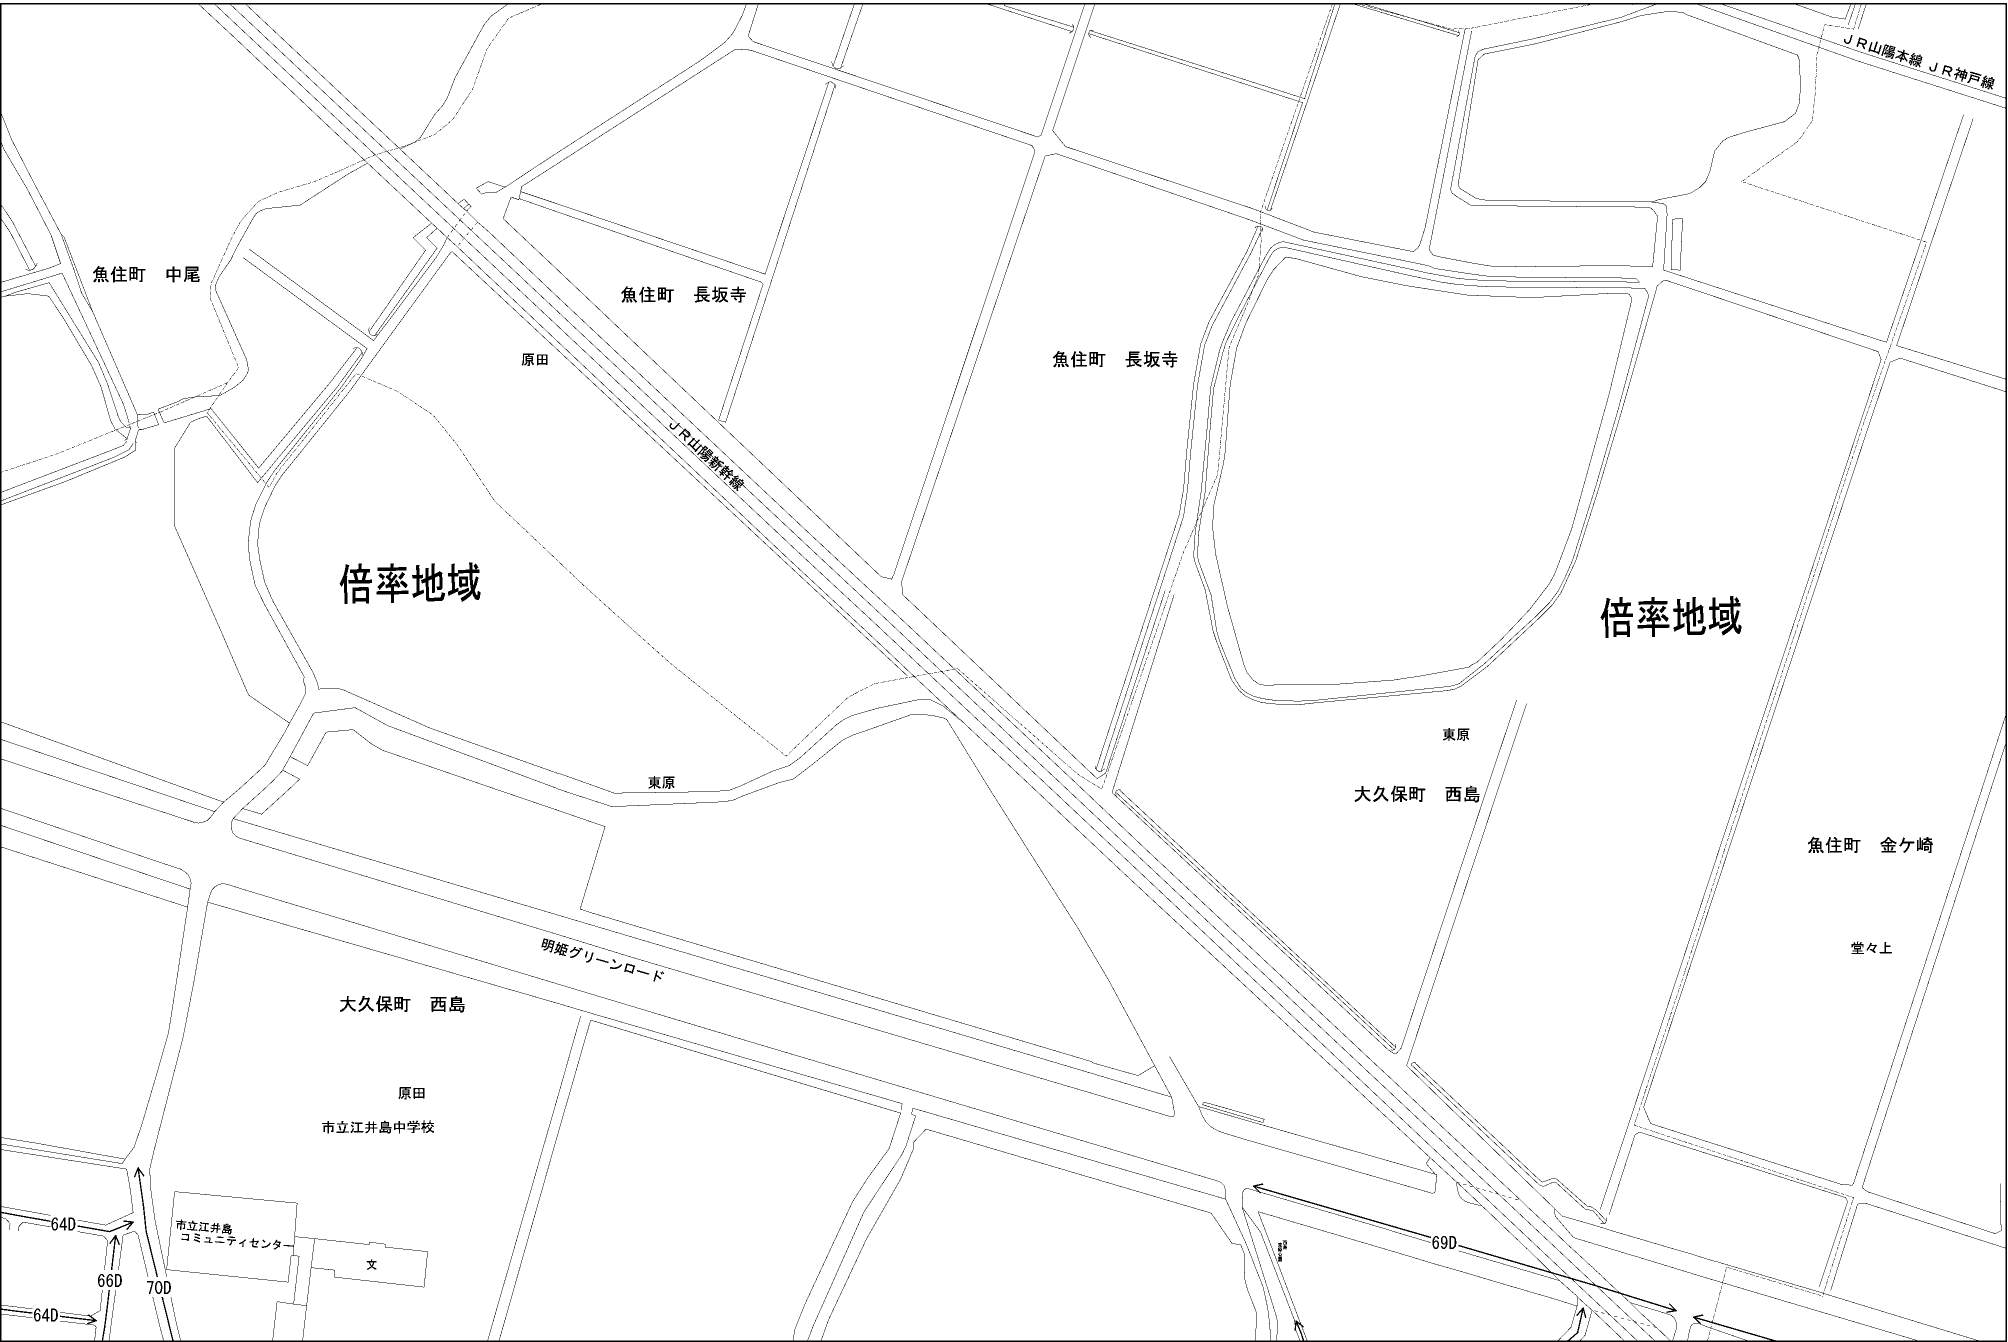 ＪＲ山陽本線 ＪＲ神戸線
魚住町　中尾
魚住町　長坂寺
原田
魚住町　長坂寺
ＪＲ山陽新幹線
倍率地域
倍率地域
東原
東原
大久保町　西島
魚住町　金ケ崎
堂々上
明姫グリーンロード
大久保町　西島
原田
市立江井島中学校
市立江井島
コミュニティセンター
文
64D
66D
70D
64D
69D